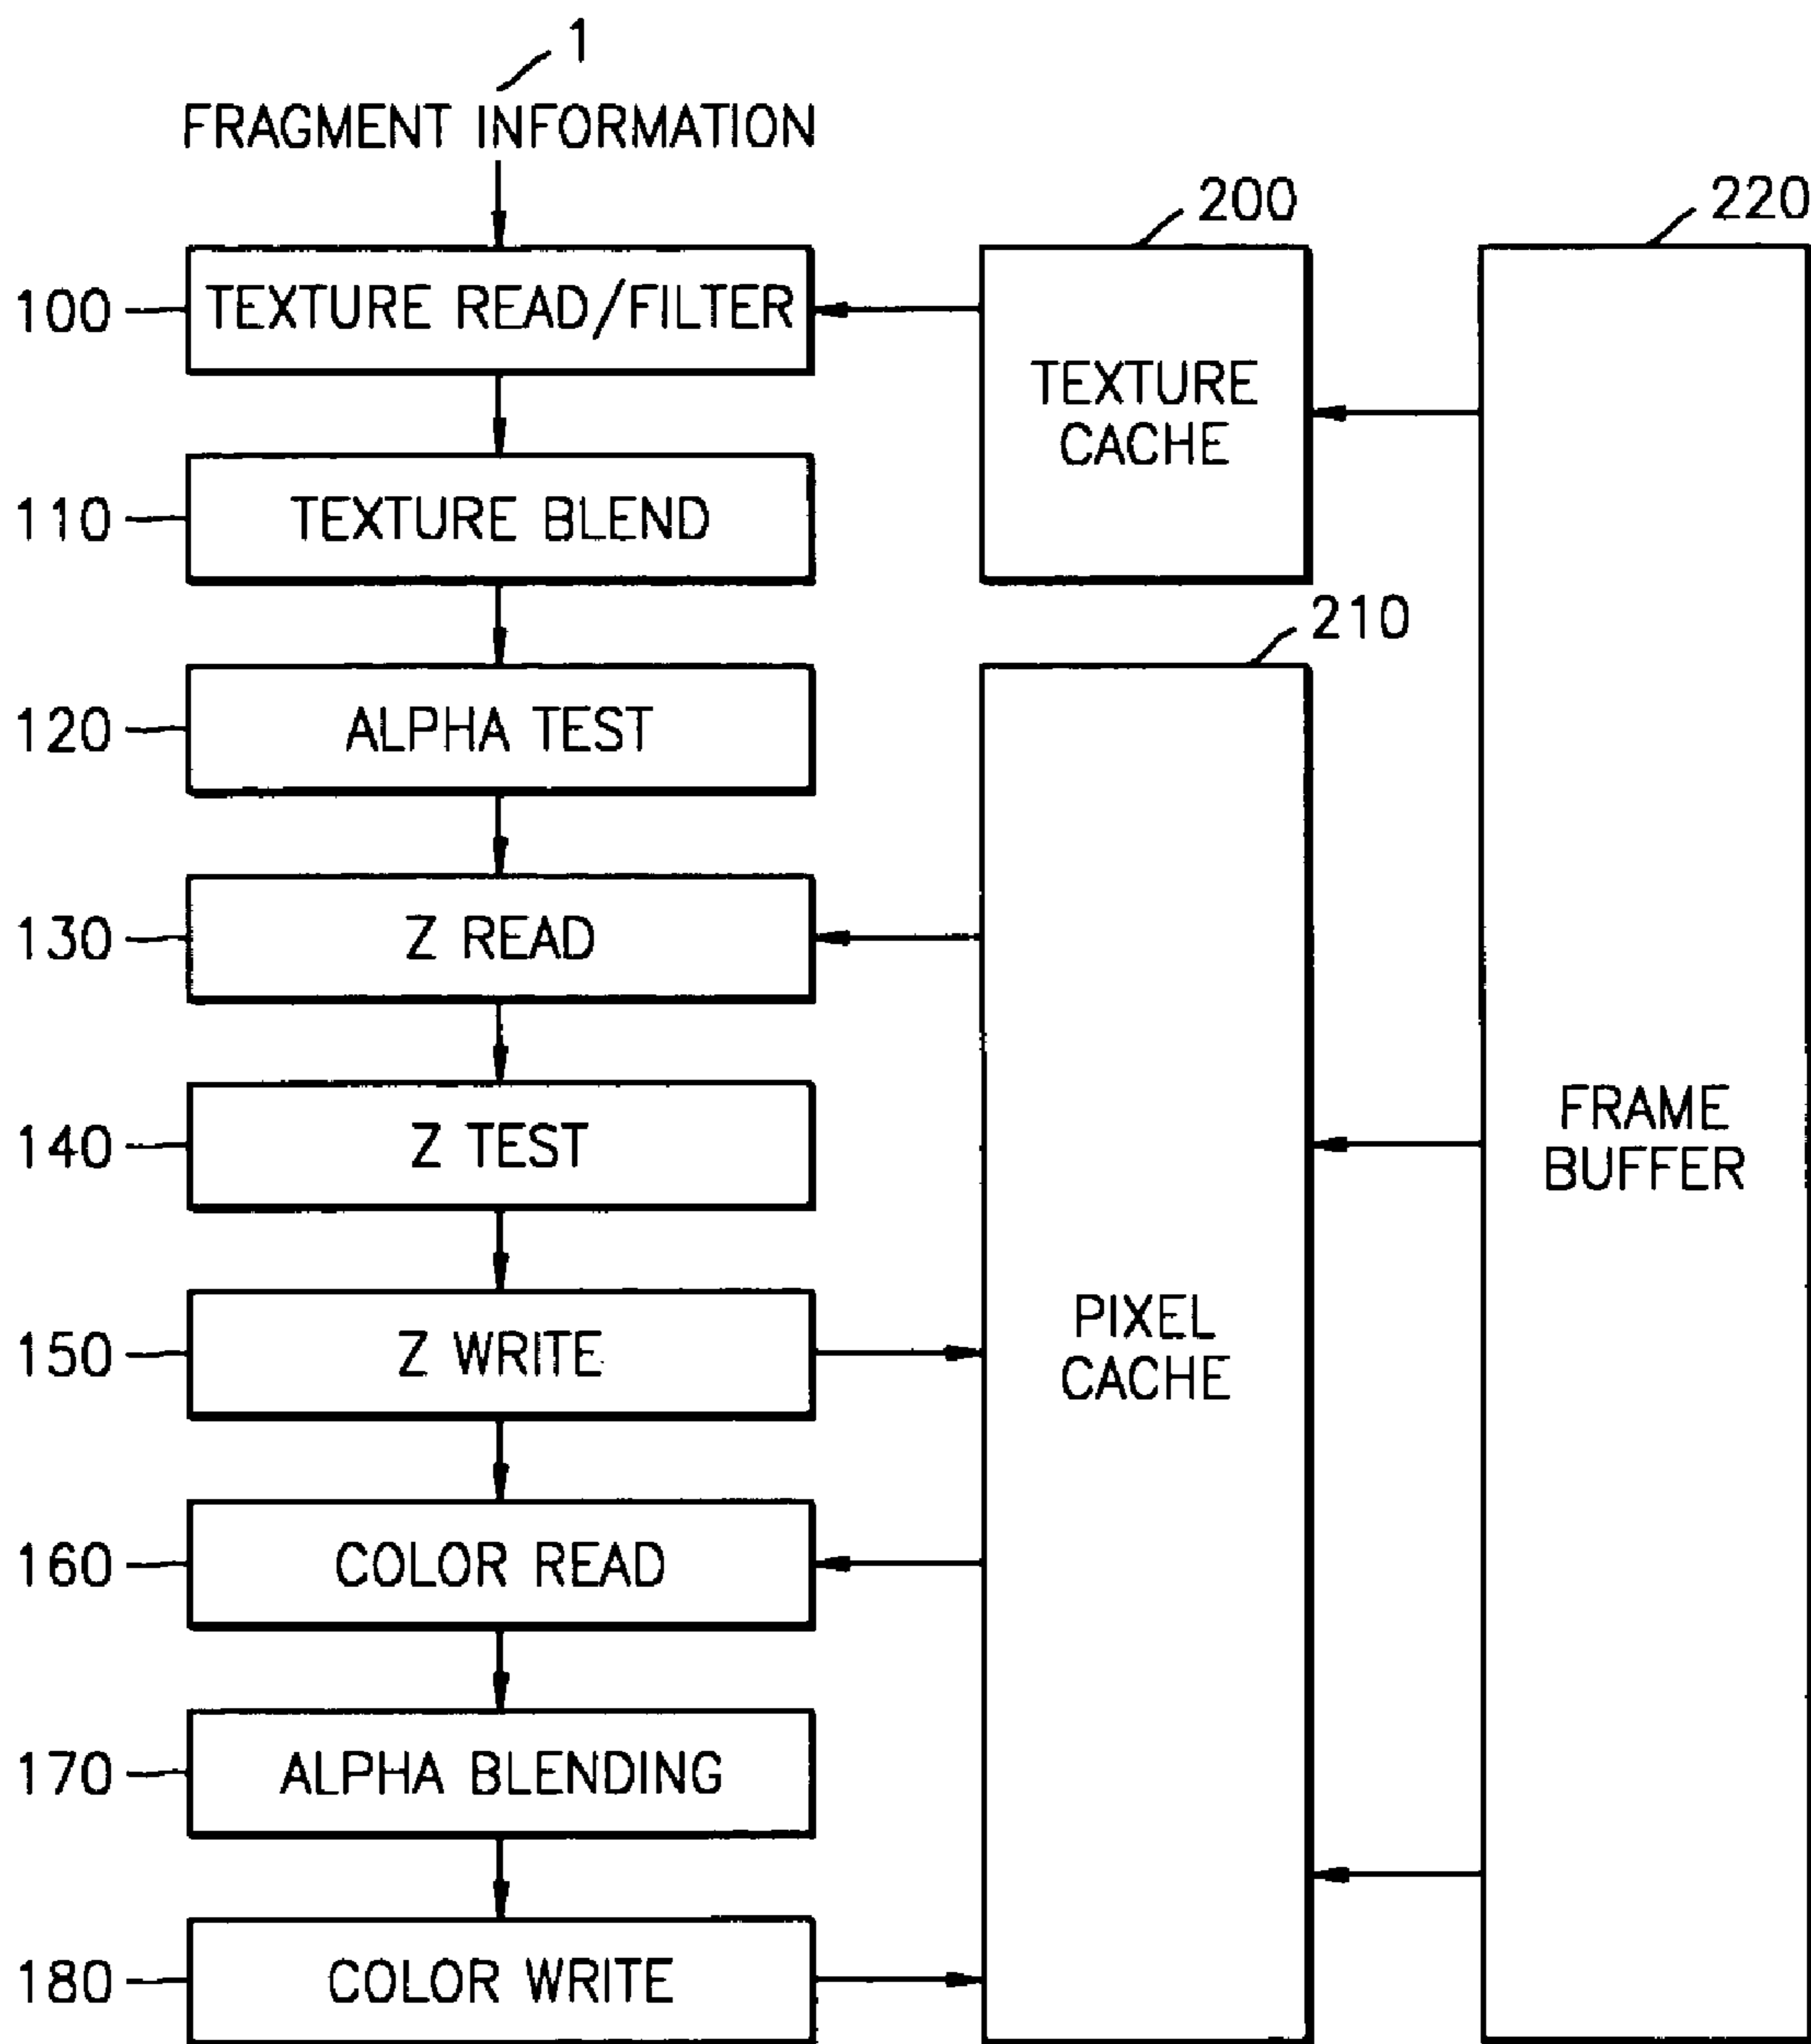 1
FRAGMENT INFORMATION
200
220
100
TEXTURE READ/FILTER
TEXTURE
CACHE
110
TEXTURE BLEND
210
120
ALPHA TEST
130
Z READ
140
Z TEST
FRAME
BUFFER
150
Z WRITE
PIXEL
CACHE
160
COLOR READ
170
ALPHA BLENDING
180
COLOR WRITE